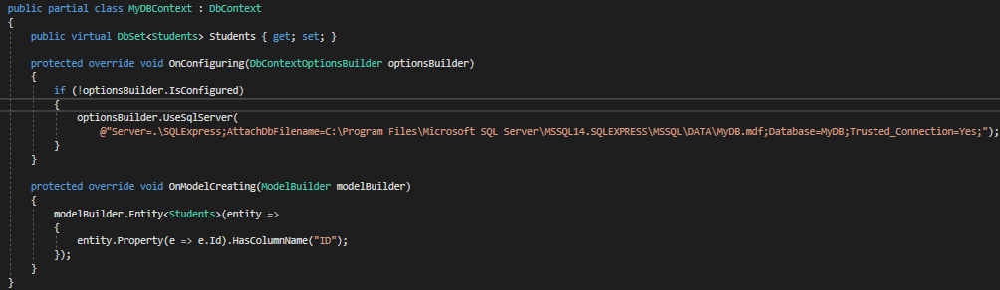 public partial class MyDBContext : DbContext
{
public virtual DbSet<Students> Students { get; set; }
protected override void OnConfiguring(DbContextOptionsBuilder optionsBuilder)
{
if (!optionsBuilder.IsConfigured)
{
optionsBuilder.UseSqlServer(
@"Server=.\SQLExpress;AttachDbFilename=C:\Program Files\Microsoft SQL Server\MSSQL14.SQLEXPRESS\MSSQL\DATA\MyDB.mdf;Database=MyDB;Trusted_Connection=Yes;");
}
}
protected override void OnModelCreating(ModelBuilder modelBuilder)
{
modelBuilder.Entity<Students>(entity =>
{
entity.Property(e => e.Id).HasColumnName("ID");
});
}
}